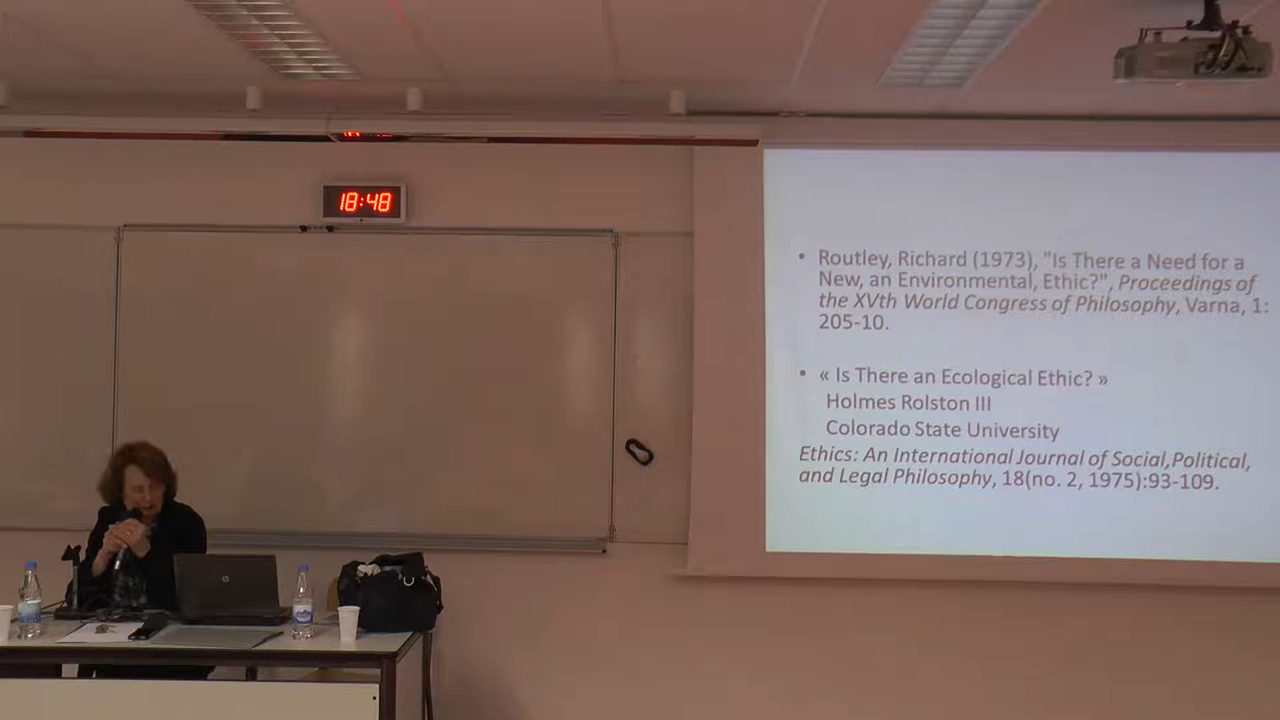 18:48
• Routley, Richard (1973), "Is There a Need for a
New, an Environmental, Ethic?", Proceedings of
the XVth World Congress of Philosophy, Varna, 1:
205-10.
• « Is There an Ecological Ethic? »
Holmes Rolston III
Colorado State University
Ethics: An International Journal of Social,Political,
and Legal Philosophy, 18(no. 2, 1975):93-109.
hp